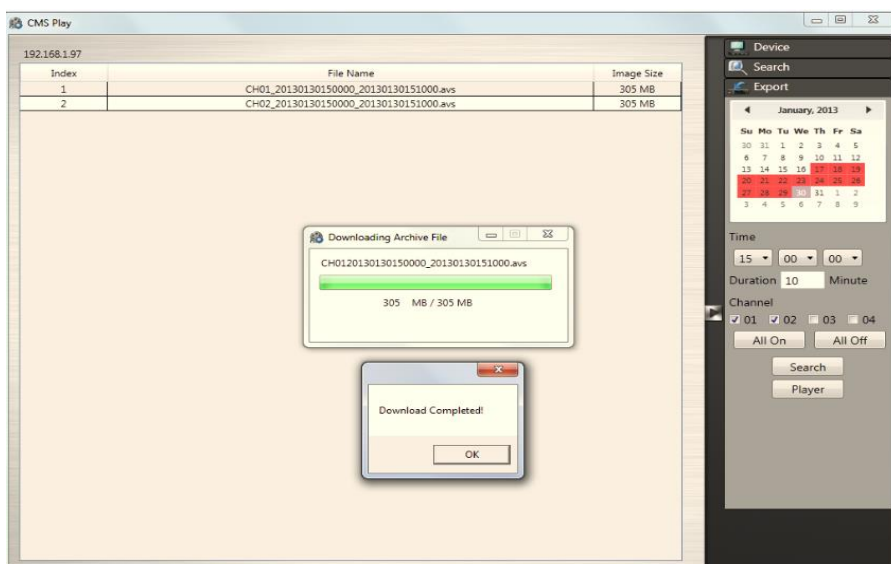 CMS Play
192.168.1.97
Index File Name Image Size
1 CH01_20130130150000_20130130151000.avs 305 MB
2 CH02_20130130150000_20130130151000.avs 305 MB
Downloading Archive File
CH0120130130150000_20130130151000.avs
305 MB / 305 MB
Download Completed!
OK
Device
Search
Export
January, 2013
Su Mo Tu We Th Fr Sa
30 31 1 2 3 4 5
6 7 8 9 10 11 12
13 14 15 16 17 18 19
20 21 22 23 24 25 26
27 28 29 30 31 1 2
3 4 5 6 7 8 9
Time
15 00 00
Duration 10 Minute
Channel
01 02 03 04
All On All Off
Search
Player